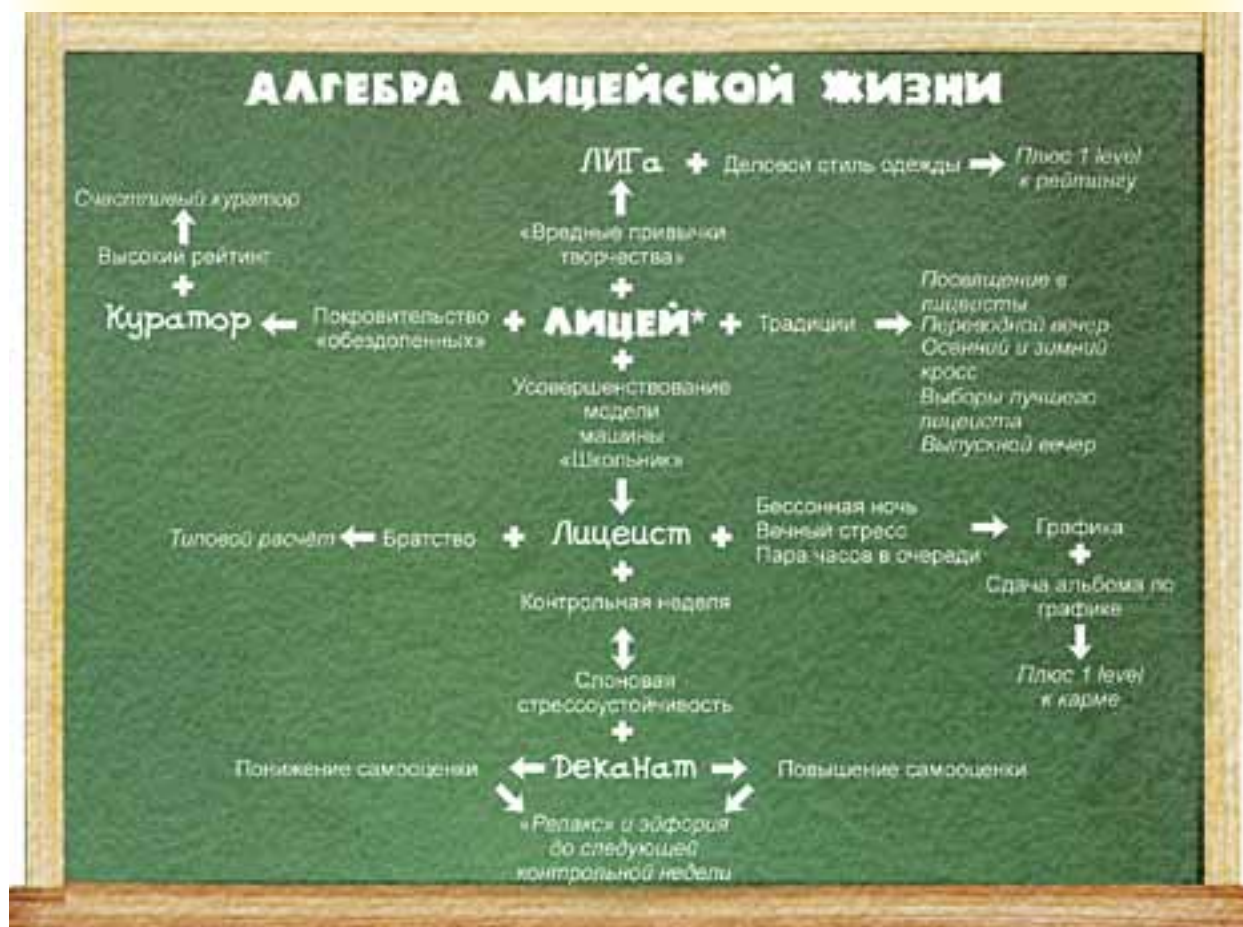 АЛГЕБРА ЛИЦЕЙСКОЙ ЖИЗНИ
ЛИГа + Деловой стиль одежды → Плюс 1 level
к рейтингу
Счастливый куратор
Высокий рейтинг
+
«Вредные привычки
творчества»
+
Куратор ← Покровительство
«обездоленных»
+ ЛИЦЕЙ* + Традиции →
Посвящение в
лицеисты
Переводной вечер
Осенний и зимний
кросс
Выборы лучшего
лицеиста
Выпускной вечер
+
Усовершенствование
модели
машины
«Школьник»
Типовой расчёт ← Братство + Лицеист +
Бессонная ночь
Вечный стресс
Пара часов в очереди
→ Графика
+
Сдача альбома по
графике
Плюс 1 level
к карме
+
Контрольная неделя
Слоновая
стрессоустойчивость
+
Понижение самооценки ← ДекаНат → Повышение самооценки
«Релакс» и эйфория
до следующей
контрольной недели